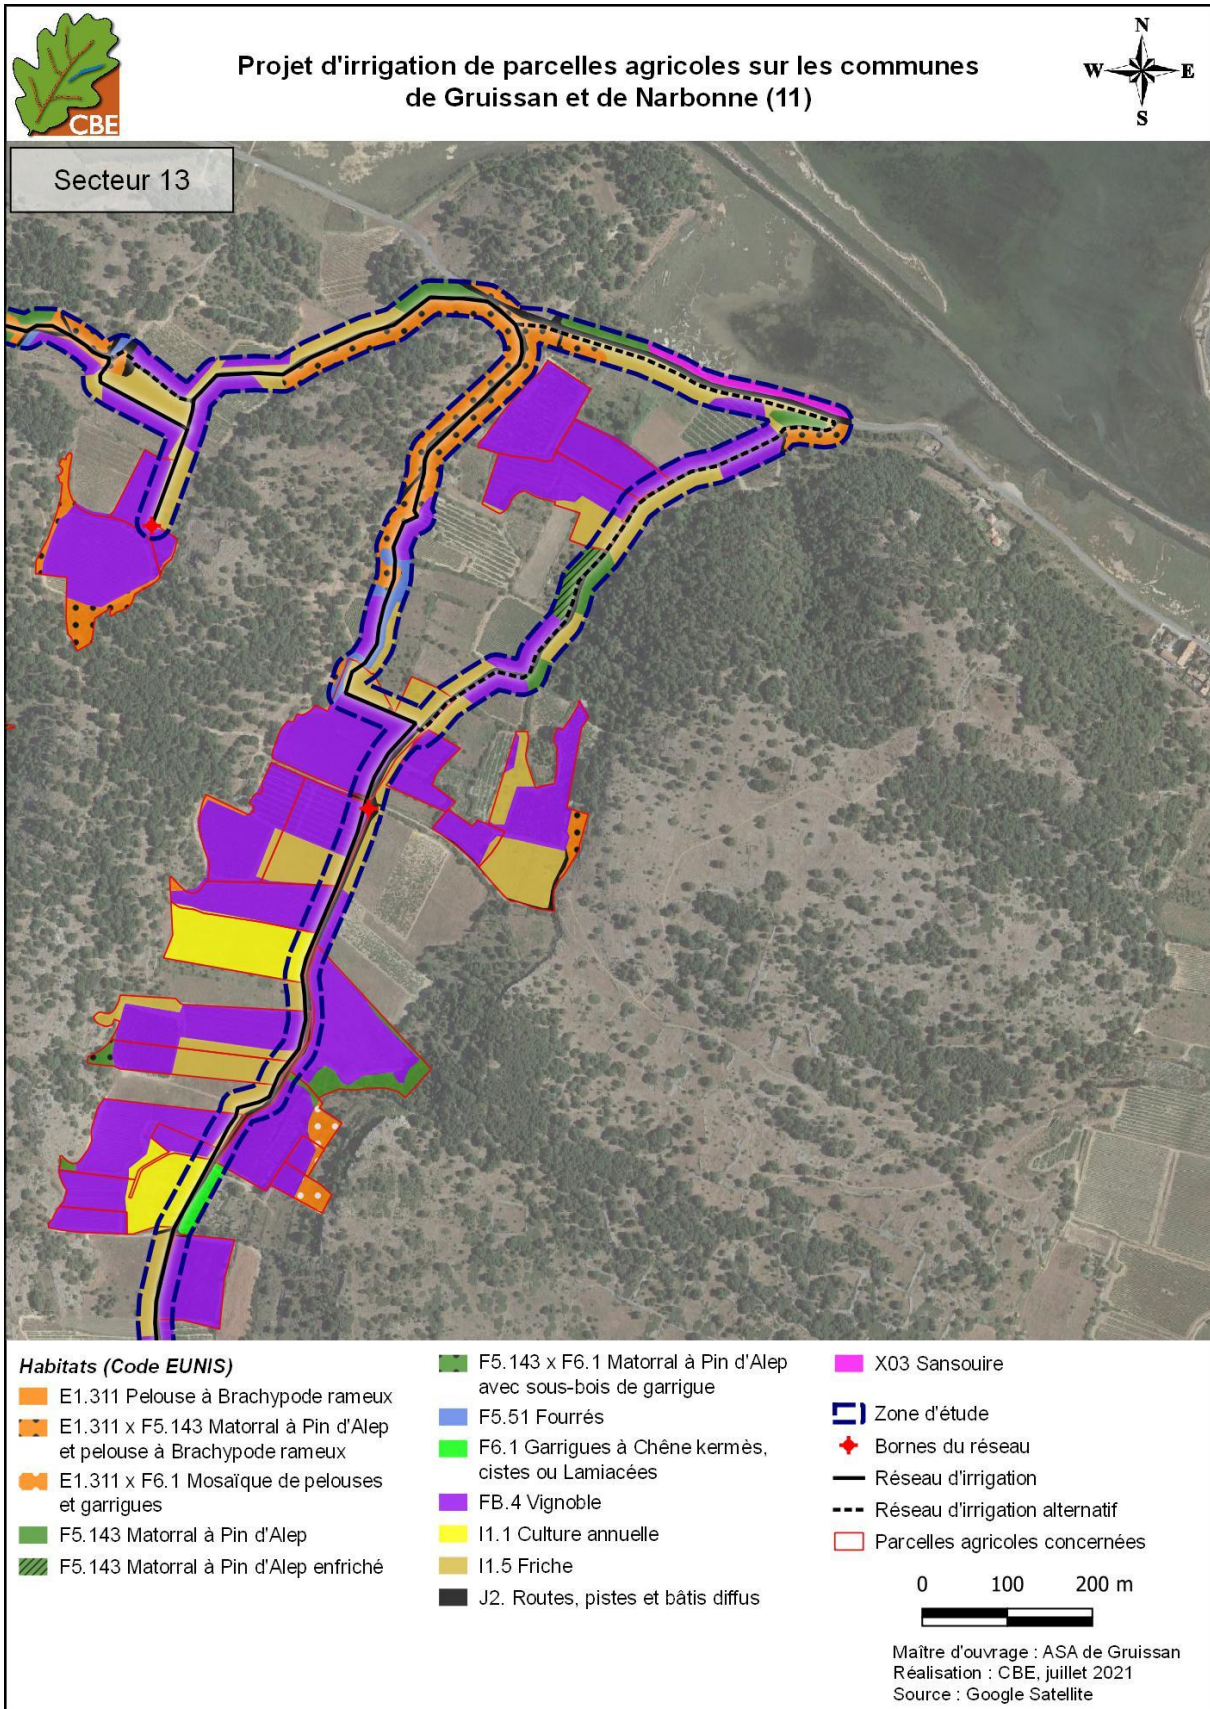 CBE
Projet d'irrigation de parcelles agricoles sur les communes
de Gruissan et de Narbonne (11)
N
W E
S
Secteur 13
Habitats (Code EUNIS)
E1.311 Pelouse à Brachypode rameux
E1.311 x F5.143 Matorral à Pin d'Alep
et pelouse à Brachypode rameux
E1.311 x F6.1 Mosaïque de pelouses
et garrigues
F5.143 Matorral à Pin d'Alep
F5.143 Matorral à Pin d'Alep enfriché
F5.143 x F6.1 Matorral à Pin d'Alep
avec sous-bois de garrigue
F5.51 Fourrés
F6.1 Garrigues à Chêne kermès,
cistes ou Lamiacées
FB.4 Vignoble
I1.1 Culture annuelle
I1.5 Friche
J2. Routes, pistes et bâtis diffus
X03 Sansouire
Zone d'étude
Bornes du réseau
Réseau d'irrigation
Réseau d'irrigation alternatif
Parcelles agricoles concernées
0 100 200 m
Maître d'ouvrage : ASA de Gruissan
Réalisation : CBE, juillet 2021
Source : Google Satellite